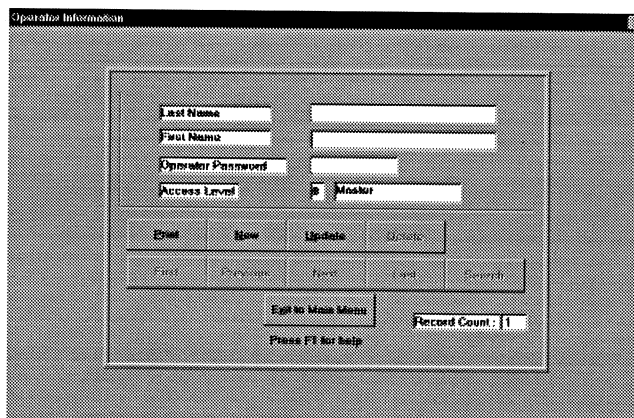 Operator Information
Last Name
First Name
Operator Password
Access Level 8 Master
Print New Update Delete
First Previous Next Last Search
Exit to Main Menu
Record Count : 1
Press F1 for help